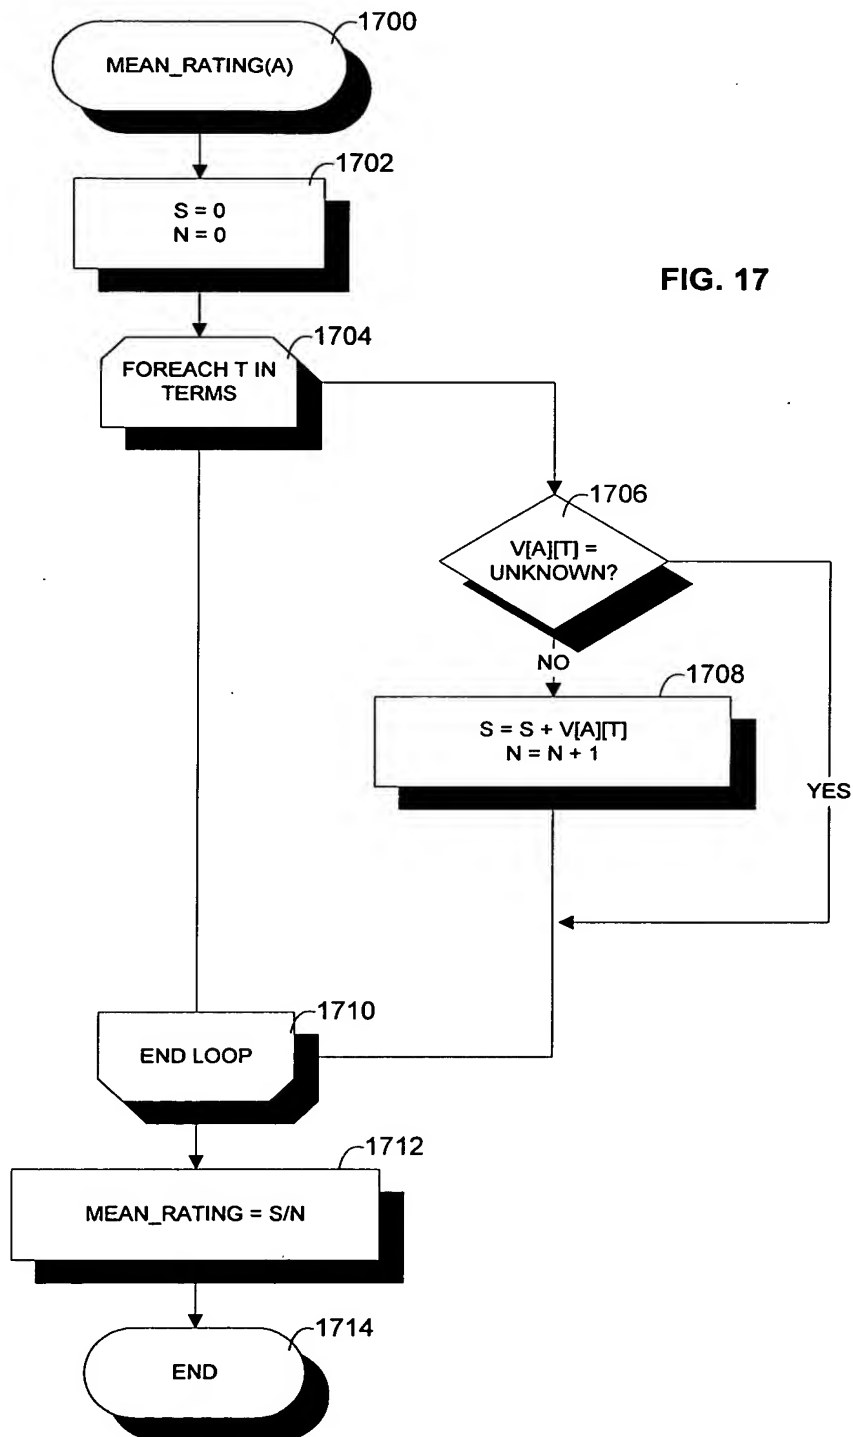 1700
MEAN_RATING(A)
1702
S = 0
N = 0
FIG. 17
1704
FOREACH T IN
TERMS
1706
V[A][T] =
UNKNOWN?
NO
1708
S = S + V[A][T]
N = N + 1
YES
1710
END LOOP
1712
MEAN_RATING = S/N
1714
END